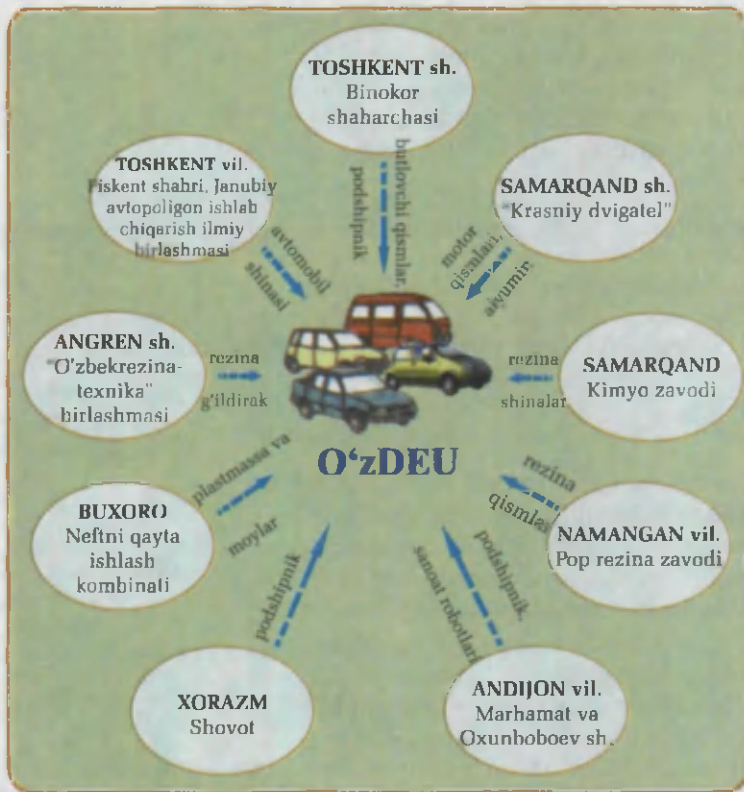 TOSHKENT sh.
Binokor
shaharchasi
butlovchi qismlar,
podshipnik
TOSHKENT vil.
Piskent shahri, Janubiy
avtopoligon ishlab
chiqarish ilmiy
birlashmasi
avtomobil
shinasi
SAMARQAND sh.
"Krasniy dvigatel"
motor
qismlari,
alyumin
ANGREN sh.
"O'zbekrezina-
texnika"
birlashmasi
rezina
g'ildirak
SAMARQAND
Kimyo zavodi
rezina
shinalar
O'zDEU
BUXORO
Neftni qayta
ishlash
kombinati
plastmassa va
moylar
NAMANGAN vil.
Pop rezina zavodi
rezina
qismlar
XORAZM
Shovot
podshipnik
ANDIJON vil.
Marhamat va
Oxunboboev sh.
podshipnik,
sanoat robotlari